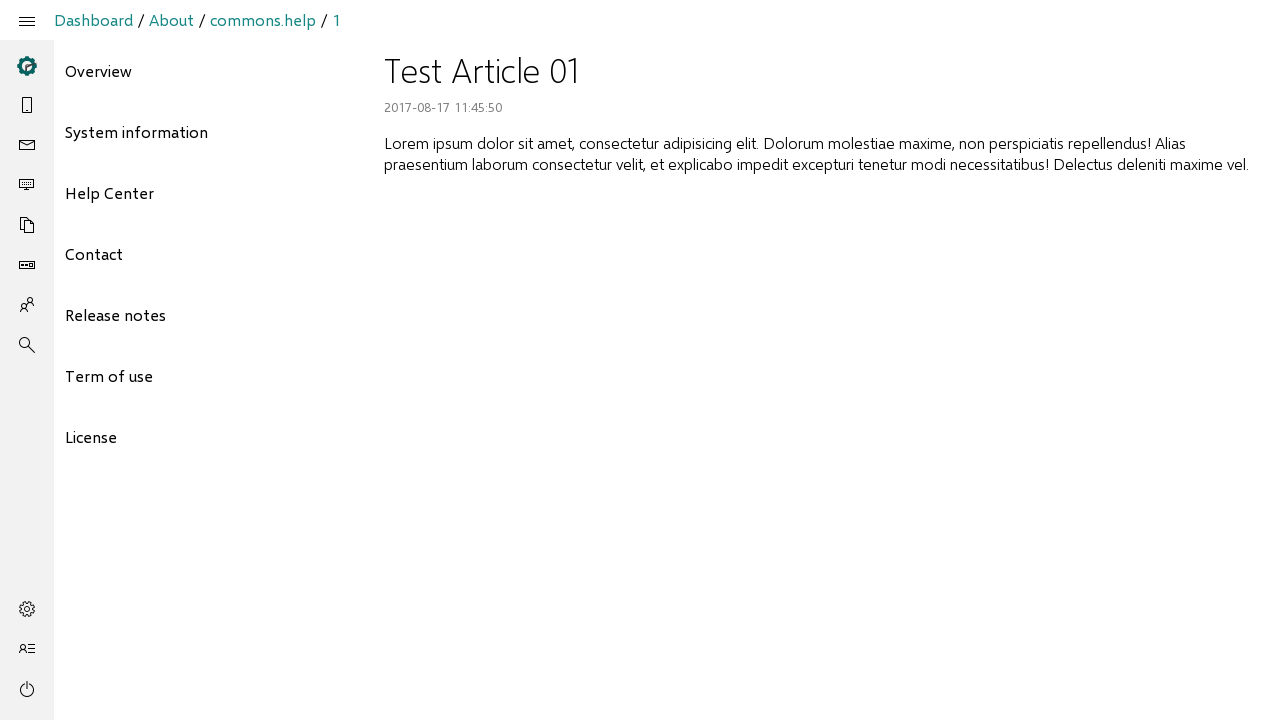 Dashboard / About / commons.help / 1
Overview
System information
Help Center
Contact
Release notes
Term of use
License
Test Article 01
2017-08-17 11:45:50
Lorem ipsum dolor sit amet, consectetur adipisicing elit. Dolorum molestiae maxime, non perspiciatis repellendus! Alias
praesentium laborum consectetur velit, et explicabo impedit excepturi tenetur modi necessitatibus! Delectus deleniti maxime vel.